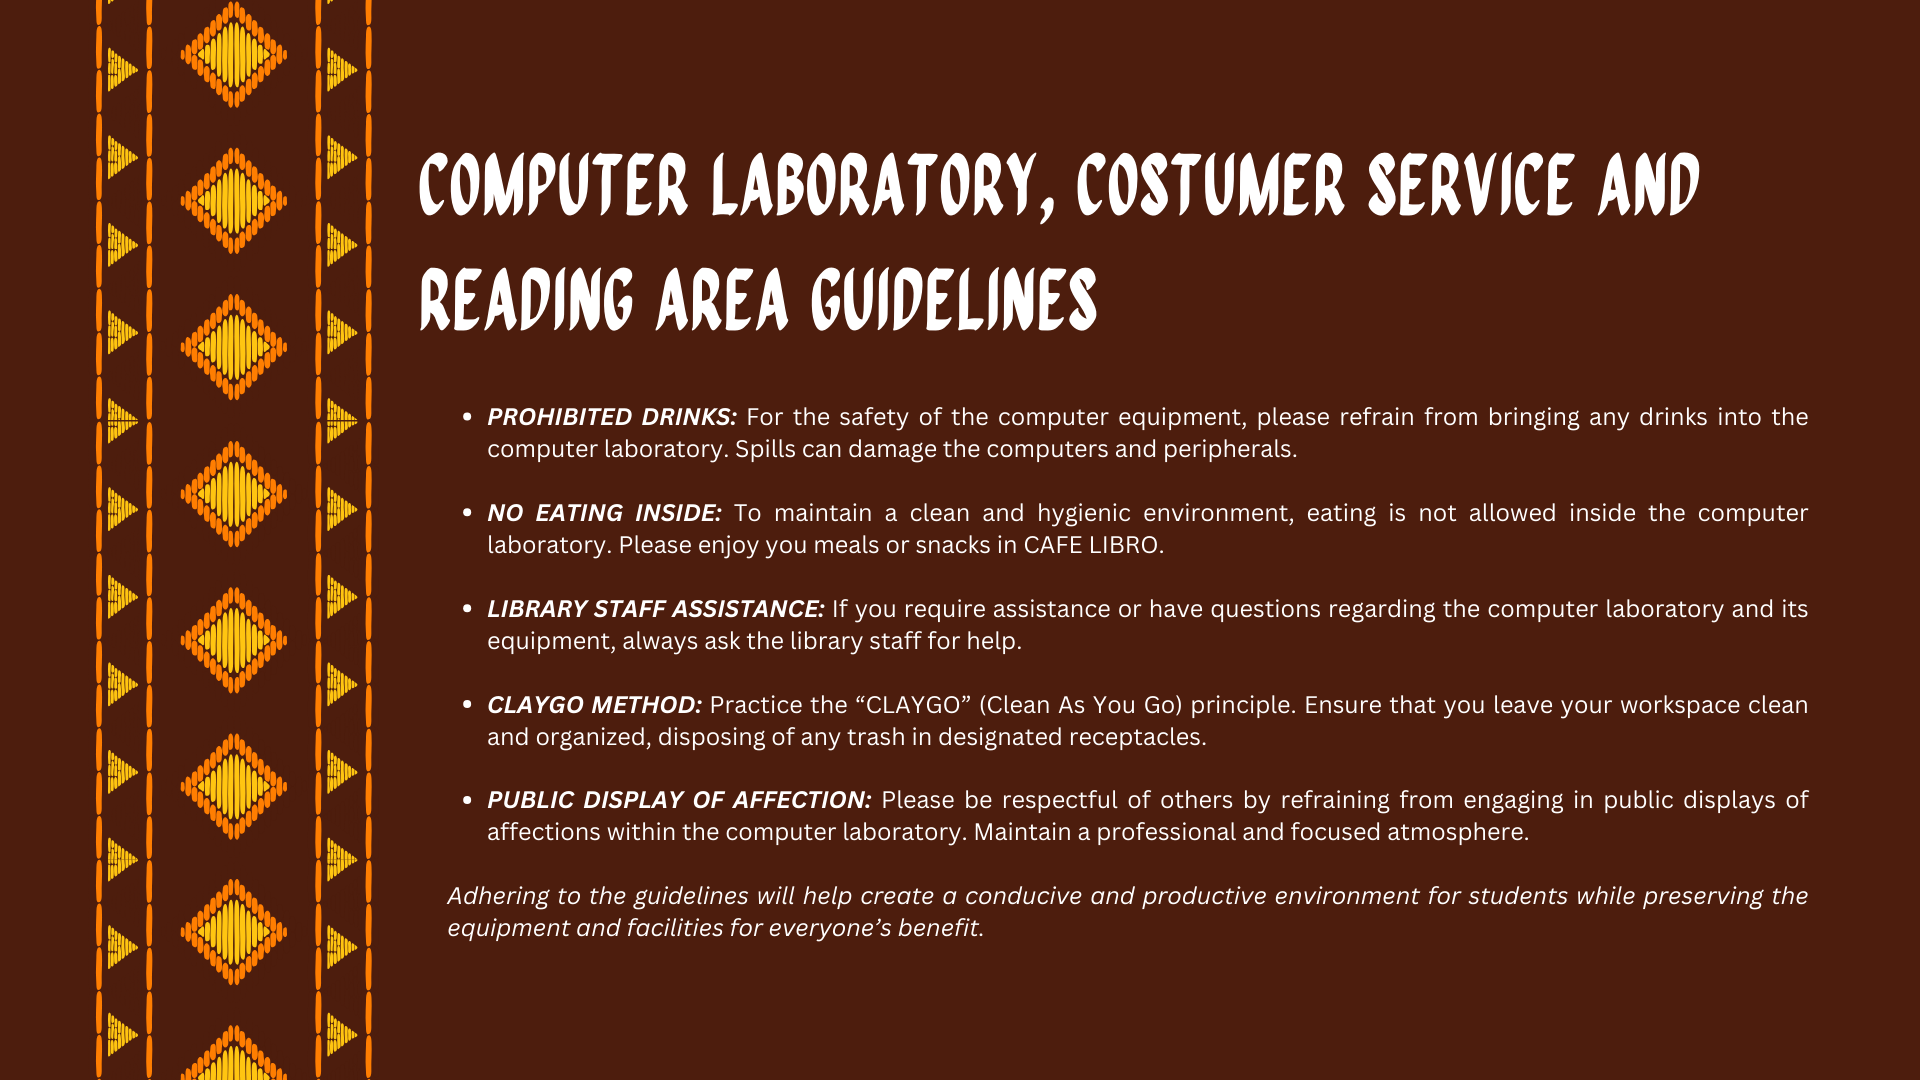 COMPUTER LABORATORY, COSTUMER SERVICE AND
READING AREA GUIDELINES
• PROHIBITED DRINKS: For the safety of the computer equipment, please refrain from bringing any drinks into the
computer laboratory. Spills can damage the computers and peripherals.
• NO EATING INSIDE: To maintain a clean and hygienic environment, eating is not allowed inside the computer
laboratory. Please enjoy you meals or snacks in CAFE LIBRO.
• LIBRARY STAFF ASSISTANCE: If you require assistance or have questions regarding the computer laboratory and its
equipment, always ask the library staff for help.
• CLAYGO METHOD: Practice the “CLAYGO” (Clean As You Go) principle. Ensure that you leave your workspace clean
and organized, disposing of any trash in designated receptacles.
• PUBLIC DISPLAY OF AFFECTION: Please be respectful of others by refraining from engaging in public displays of
affections within the computer laboratory. Maintain a professional and focused atmosphere.
Adhering to the guidelines will help create a conducive and productive environment for students while preserving the
equipment and facilities for everyone’s benefit.